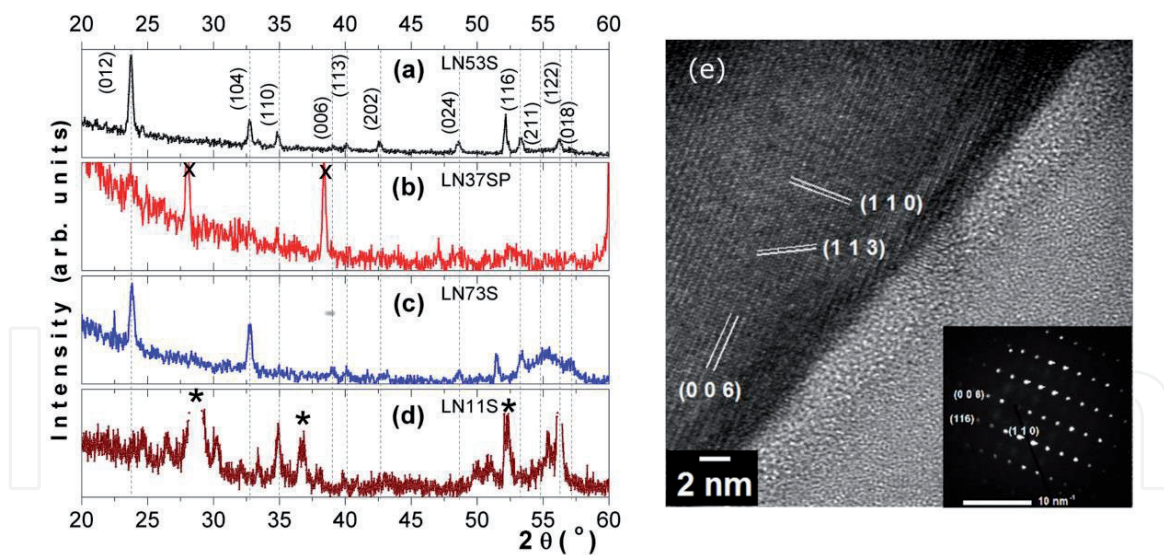 20 25 30 35 40 45 50 55 60
(012)
(104)
(110)
(006)
(113)
(202)
(024)
(116)
(211)
(122)
(018)
(a) LN53S
x x
(b) LN37SP
(c) LN73S
* * *
(d) LN11S
Intensity (arb. units)
20 25 30 35 40 45 50 55 60
2 θ (°)
(e)
(1 1 0)
(1 1 3)
(0 0 6)
2 nm
(0 0 6)
(116)
(1 1 0)
10 nm⁻¹